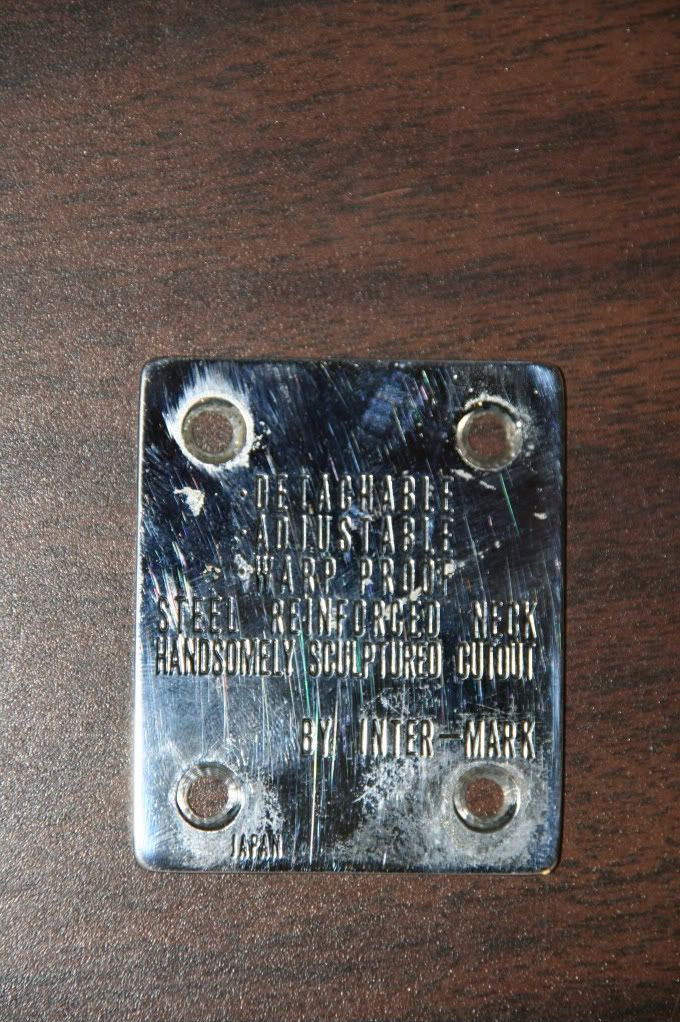 DETACHABLE
ADJUSTABLE
WARP PROOF
STEEL REINFORCED NECK
HANDSOMELY SCULPTURED CUTOUT
BY INTER-MARK
JAPAN